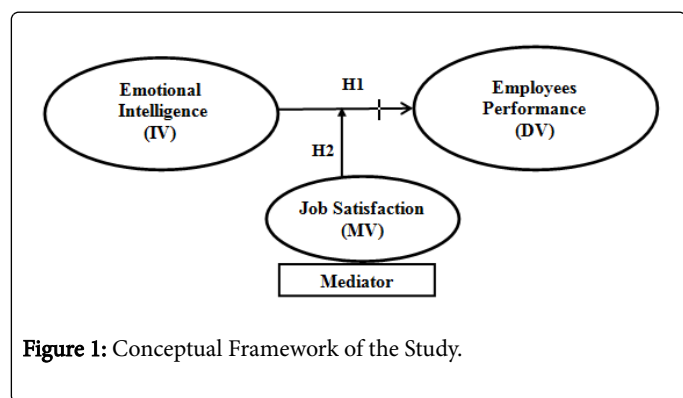 Emotional
Intelligence
(IV)
H1
Employees
Performance
(DV)
H2
Job Satisfaction
(MV)
Mediator
Figure 1: Conceptual Framework of the Study.